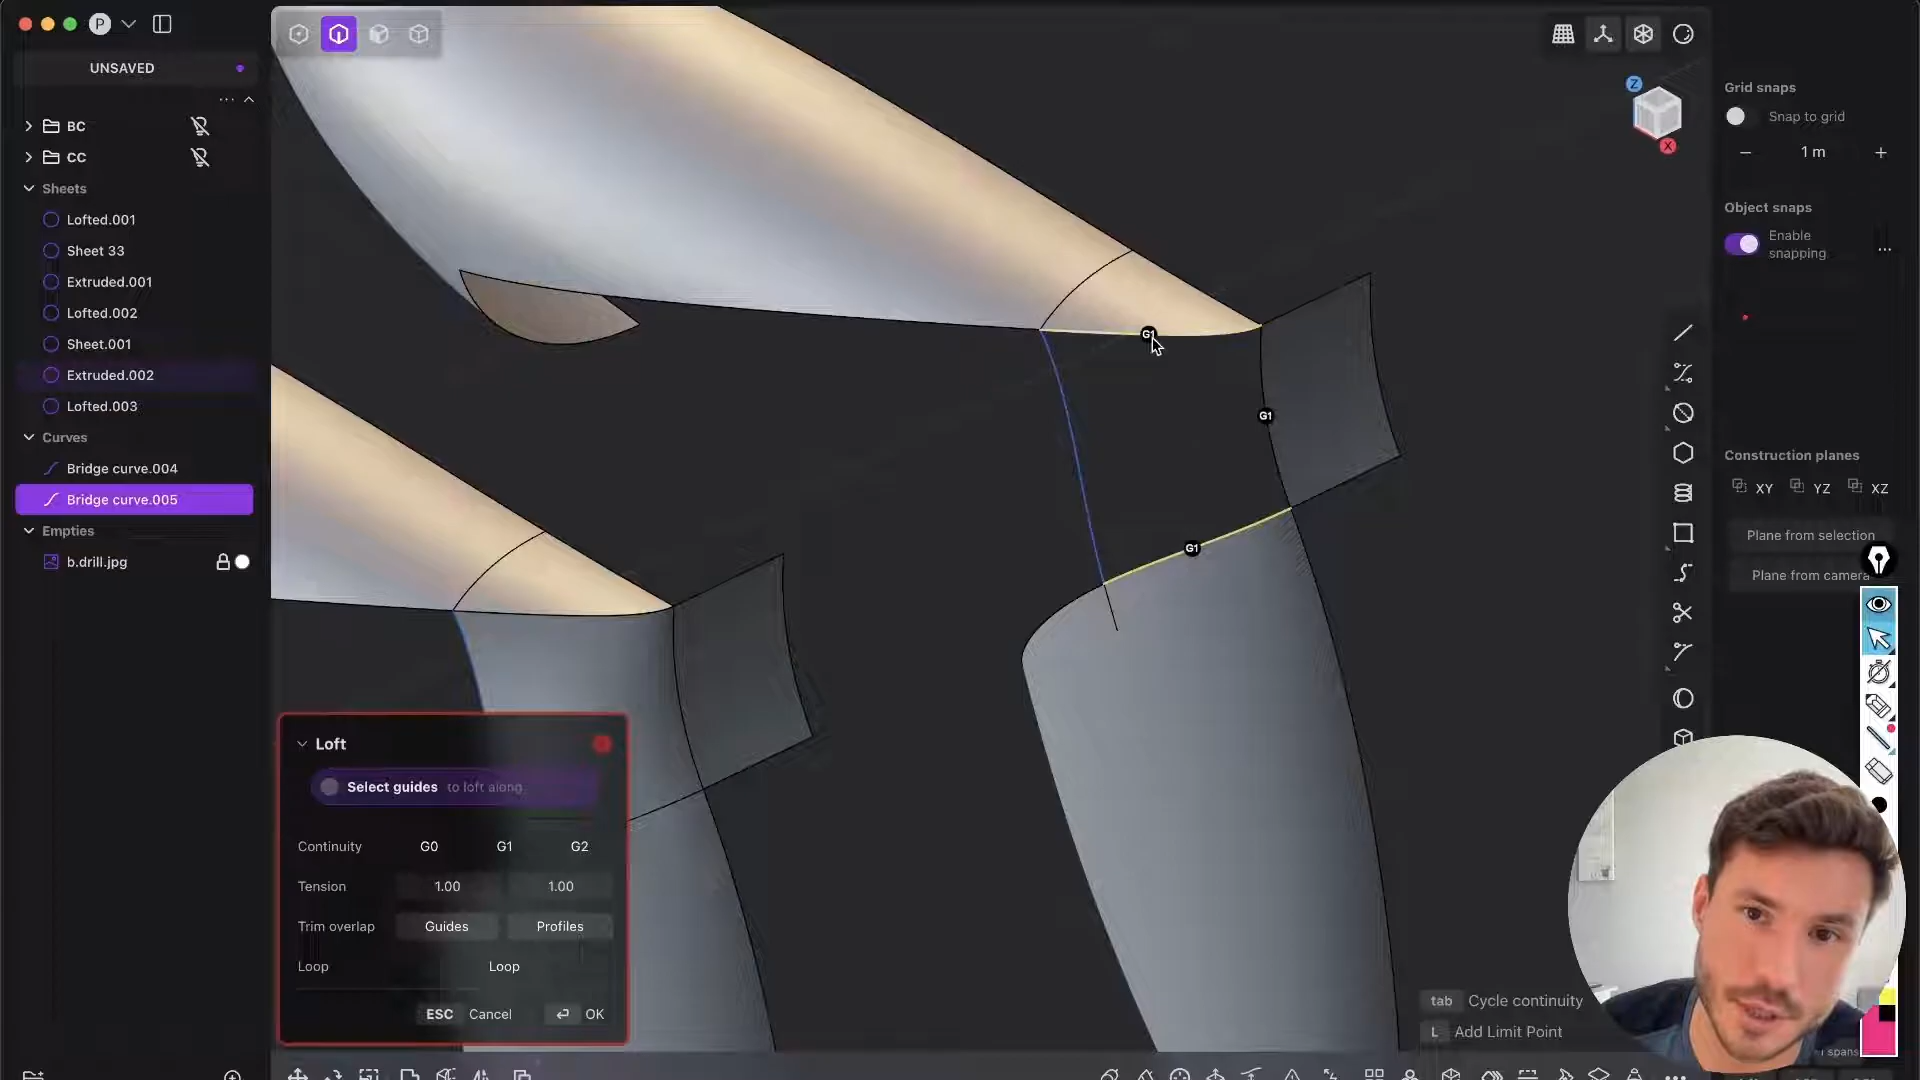 P
UNSAVED
BC
CC
Sheets
Lofted.001
Sheet 33
Extruded.001
Lofted.002
Sheet.001
Extruded.002
Lofted.003
Curves
Bridge curve.004
Bridge curve.005
Empties
b.drill.jpg
G1
G1
G1
Loft
Select guides to loft along
Continuity G0 G1 G2
Tension 1.00 1.00
Trim overlap Guides Profiles
Loop Loop
ESC Cancel OK
Z
X
Grid snaps
Snap to grid
− 1 m +
Object snaps
Enable
snapping
Construction planes
XY YZ XZ
Plane from selection
Plane from camera
tab Cycle continuity
L Add Limit Point
spans